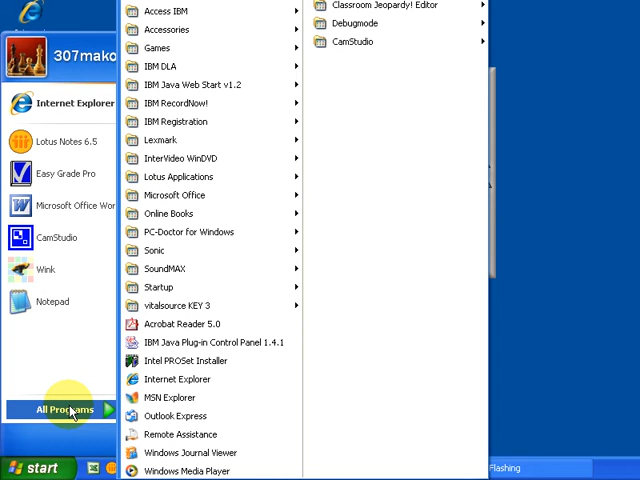 307mako
Internet Explorer
Lotus Notes 6.5
Easy Grade Pro
Microsoft Office Wor
CamStudio
Wink
Notepad
All Programs
start
Access IBM
Accessories
Games
IBM DLA
IBM Java Web Start v1.2
IBM RecordNow!
IBM Registration
Lexmark
InterVideo WinDVD
Lotus Applications
Microsoft Office
Online Books
PC-Doctor for Windows
Sonic
SoundMAX
Startup
vitalsource KEY 3
Acrobat Reader 5.0
IBM Java Plug-in Control Panel 1.4.1
Intel PROSet Installer
Internet Explorer
MSN Explorer
Outlook Express
Remote Assistance
Windows Journal Viewer
Windows Media Player
Classroom Jeopardy! Editor
Debugmode
CamStudio
Flashing